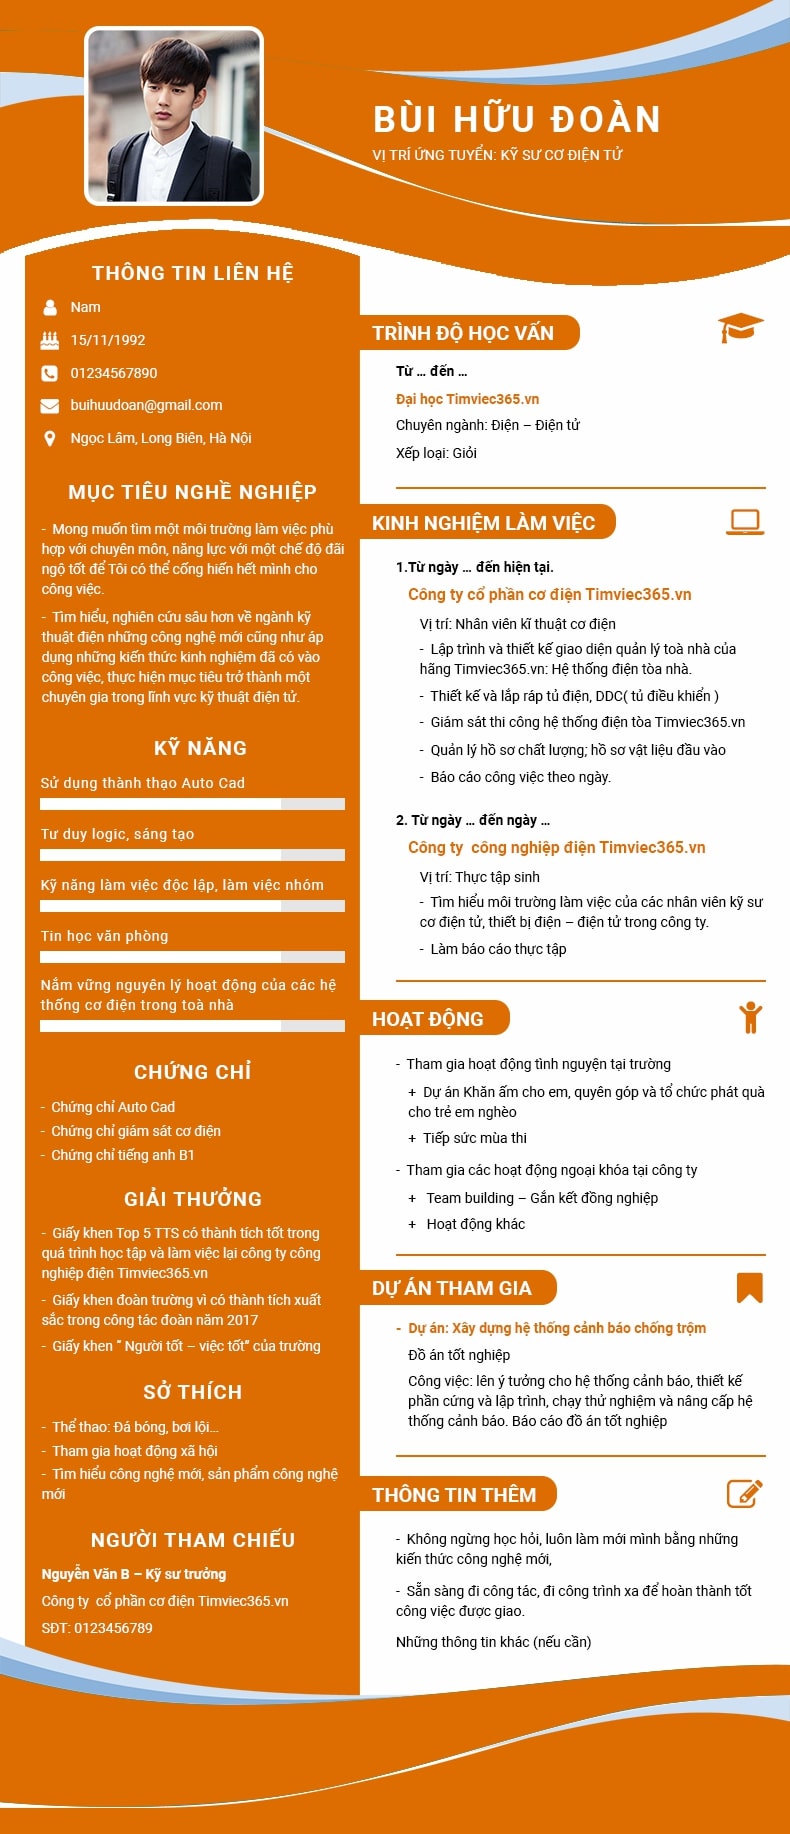 BÙI HỮU ĐOÀN
VỊ TRÍ ỨNG TUYỂN: KỸ SƯ CƠ ĐIỆN TỬ
THÔNG TIN LIÊN HỆ
Nam
15/11/1992
01234567890
buihuudoan@gmail.com
Ngọc Lâm, Long Biên, Hà Nội
MỤC TIÊU NGHỀ NGHIỆP
- Mong muốn tìm một môi trường làm việc phù
hợp với chuyên môn, năng lực với một chế độ đãi
ngộ tốt để Tôi có thể cống hiến hết mình cho
công việc.
- Tìm hiểu, nghiên cứu sâu hơn về ngành kỹ
thuật điện những công nghệ mới cũng như áp
dụng những kiến thức kinh nghiệm đã có vào
công việc, thực hiện mục tiêu trở thành một
chuyên gia trong lĩnh vực kỹ thuật điện tử.
KỸ NĂNG
Sử dụng thành thạo Auto Cad
Tư duy logic, sáng tạo
Kỹ năng làm việc độc lập, làm việc nhóm
Tin học văn phòng
Nắm vững nguyên lý hoạt động của các hệ
thống cơ điện trong toà nhà
CHỨNG CHỈ
- Chứng chỉ Auto Cad
- Chứng chỉ giám sát cơ điện
- Chứng chỉ tiếng anh B1
GIẢI THƯỞNG
- Giấy khen Top 5 TTS có thành tích tốt trong
quá trình học tập và làm việc lại công ty công
nghiệp điện Timviec365.vn
- Giấy khen đoàn trường vì có thành tích xuất
sắc trong công tác đoàn năm 2017
- Giấy khen " Người tốt – việc tốt" của trường
SỞ THÍCH
- Thể thao: Đá bóng, bơi lội...
- Tham gia hoạt động xã hội
- Tìm hiểu công nghệ mới, sản phẩm công nghệ
mới
NGƯỜI THAM CHIẾU
Nguyễn Văn B – Kỹ sư trưởng
Công ty cổ phần cơ điện Timviec365.vn
SĐT: 0123456789
TRÌNH ĐỘ HỌC VẤN
Từ ... đến ...
Đại học Timviec365.vn
Chuyên ngành: Điện – Điện tử
Xếp loại: Giỏi
KINH NGHIỆM LÀM VIỆC
1.Từ ngày ... đến hiện tại.
Công ty cổ phần cơ điện Timviec365.vn
Vị trí: Nhân viên kĩ thuật cơ điện
- Lập trình và thiết kế giao diện quản lý toà nhà của
hãng Timviec365.vn: Hệ thống điện tòa nhà.
- Thiết kế và lắp ráp tủ điện, DDC( tủ điều khiển )
- Giám sát thi công hệ thống điện tòa Timviec365.vn
- Quản lý hồ sơ chất lượng; hồ sơ vật liệu đầu vào
- Báo cáo công việc theo ngày.
2. Từ ngày ... đến ngày ...
Công ty công nghiệp điện Timviec365.vn
Vị trí: Thực tập sinh
- Tìm hiểu môi trường làm việc của các nhân viên kỹ sư
cơ điện tử, thiết bị điện – điện tử trong công ty.
- Làm báo cáo thực tập
HOẠT ĐỘNG
- Tham gia hoạt động tình nguyện tại trường
+ Dự án Khăn ấm cho em, quyên góp và tổ chức phát quà
cho trẻ em nghèo
+ Tiếp sức mùa thi
- Tham gia các hoạt động ngoại khóa tại công ty
+ Team building – Gắn kết đồng nghiệp
+ Hoạt động khác
DỰ ÁN THAM GIA
- Dự án: Xây dựng hệ thống cảnh báo chống trộm
Đồ án tốt nghiệp
Công việc: lên ý tưởng cho hệ thống cảnh báo, thiết kế
phần cứng và lập trình, chạy thử nghiệm và nâng cấp hệ
thống cảnh báo. Báo cáo đồ án tốt nghiệp
THÔNG TIN THÊM
- Không ngừng học hỏi, luôn làm mới mình bằng những
kiến thức công nghệ mới,
- Sẵn sàng đi công tác, đi công trình xa để hoàn thành tốt
công việc được giao.
Những thông tin khác (nếu cần)